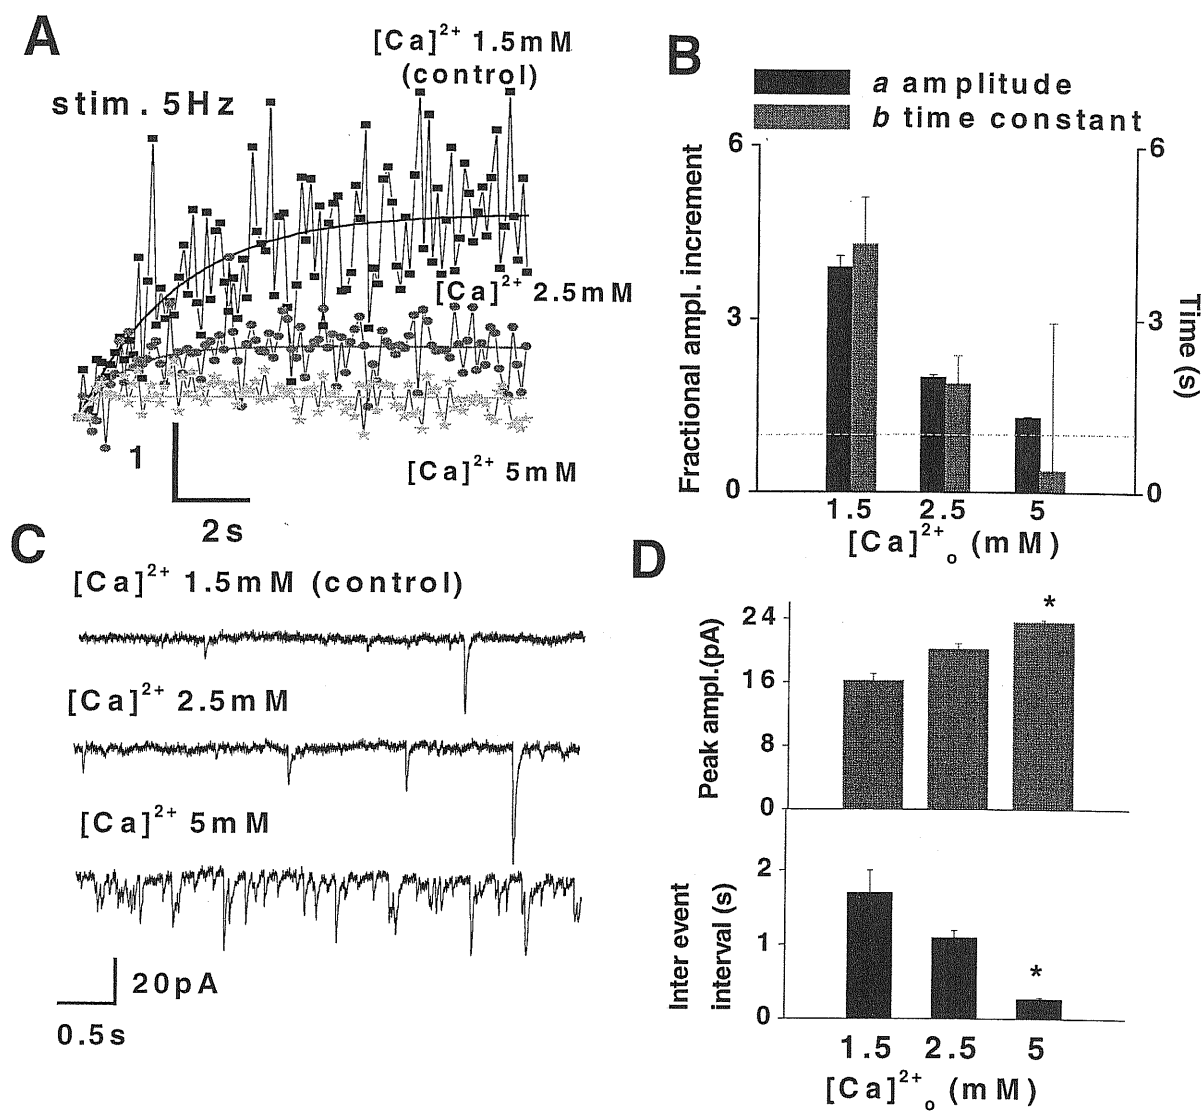 A
[Ca]²⁺ 1.5mM
(control)
stim. 5Hz
[Ca]²⁺ 2.5mM
1
[Ca]²⁺ 5mM
2s
B
a amplitude
b time constant
Fractional ampl. increment
6
3
0
6
3
0
Time (s)
1.5 2.5 5
[Ca]²⁺ₒ (mM)
C
[Ca]²⁺ 1.5mM (control)
[Ca]²⁺ 2.5mM
[Ca]²⁺ 5mM
20pA
0.5s
D
Peak ampl.(pA)
24
16
8
0
*
Inter event
interval (s)
2
1
0
*
1.5 2.5 5
[Ca]²⁺ₒ (mM)